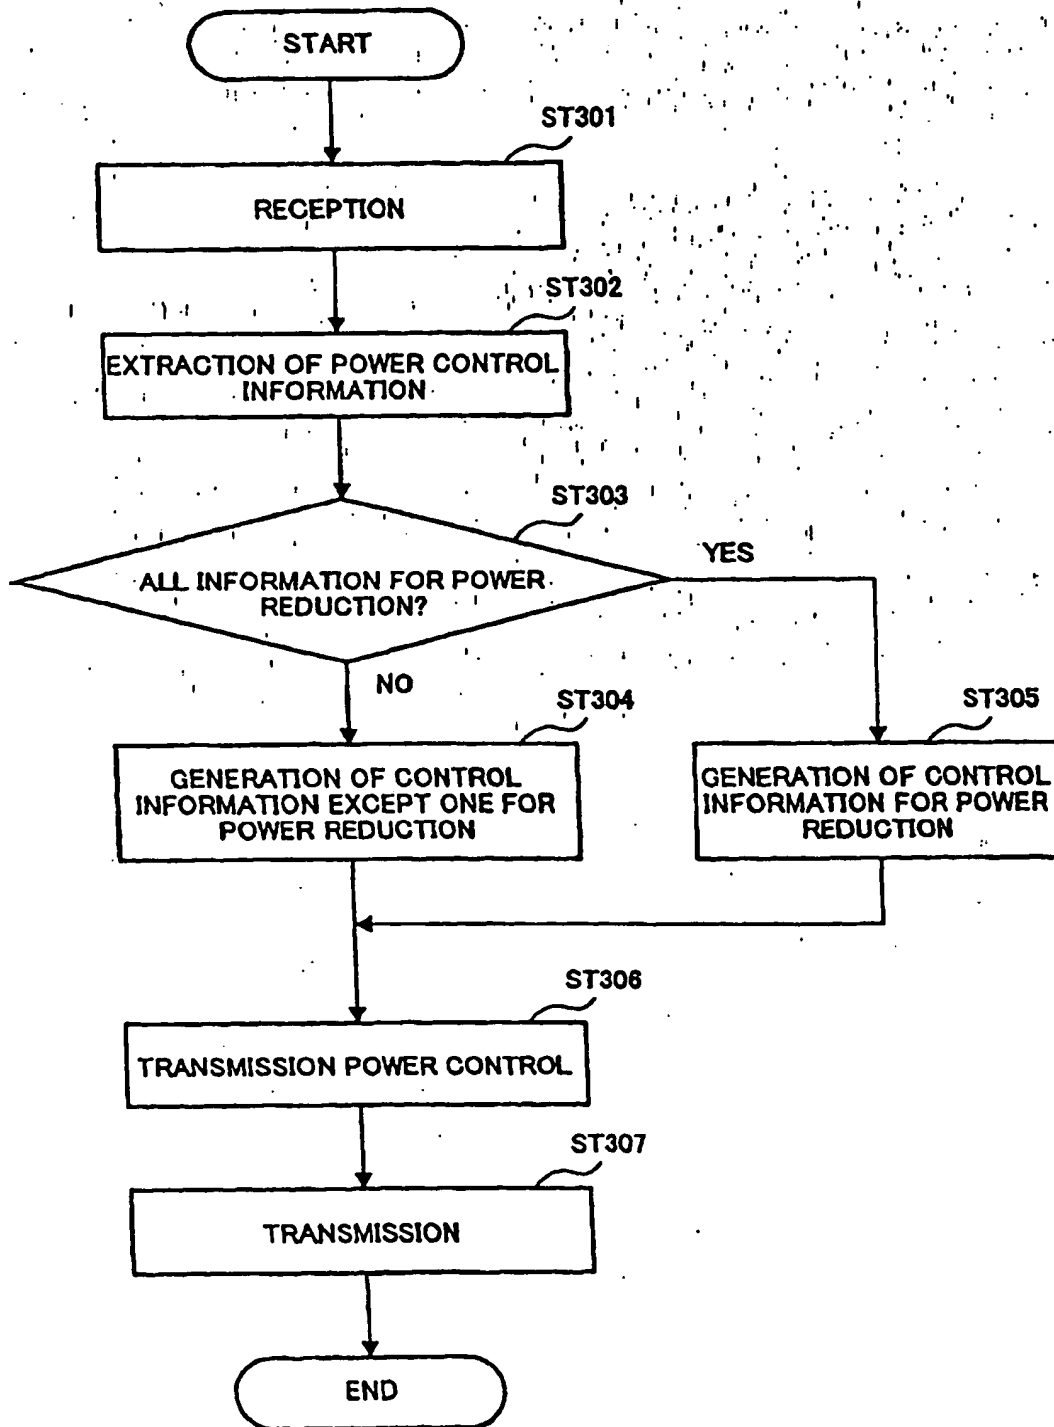 START
ST301
RECEPTION
ST302
EXTRACTION OF POWER CONTROL
INFORMATION
ST303
ALL INFORMATION FOR POWER
REDUCTION?
YES
NO
ST304
GENERATION OF CONTROL
INFORMATION EXCEPT ONE FOR
POWER REDUCTION
ST305
GENERATION OF CONTROL
INFORMATION FOR POWER
REDUCTION
ST306
TRANSMISSION POWER CONTROL
ST307
TRANSMISSION
END